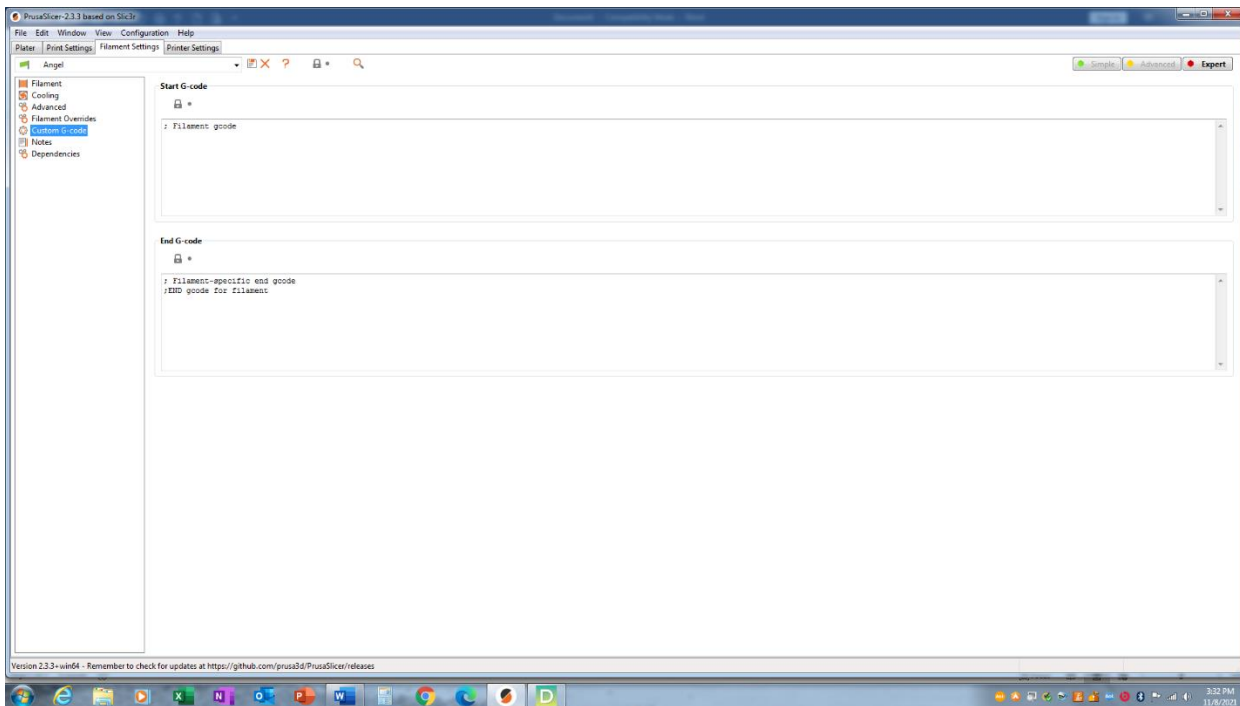 PrusaSlicer-2.3.3 based on Slic3r
File Edit Window View Configuration Help
Plater Print Settings Filament Settings Printer Settings
Angel
Simple Advanced Expert
Filament
Cooling
Advanced
Filament Overrides
Custom G-code
Notes
Dependencies
Start G-code
; Filament gcode
End G-code
; Filament-specific end gcode
;END gcode for filament
Version 2.3.3+win64 - Remember to check for updates at https://github.com/prusa3d/PrusaSlicer/releases
3:32 PM
11/8/2021